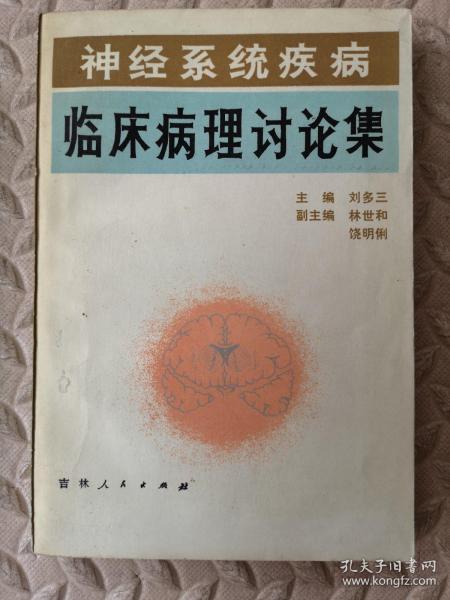 神经系统疾病
临床病理讨论集
主 编 刘多三
副主编 林世和
饶明俐
吉林人民出版社
孔夫子旧书网
www.kongfz.com